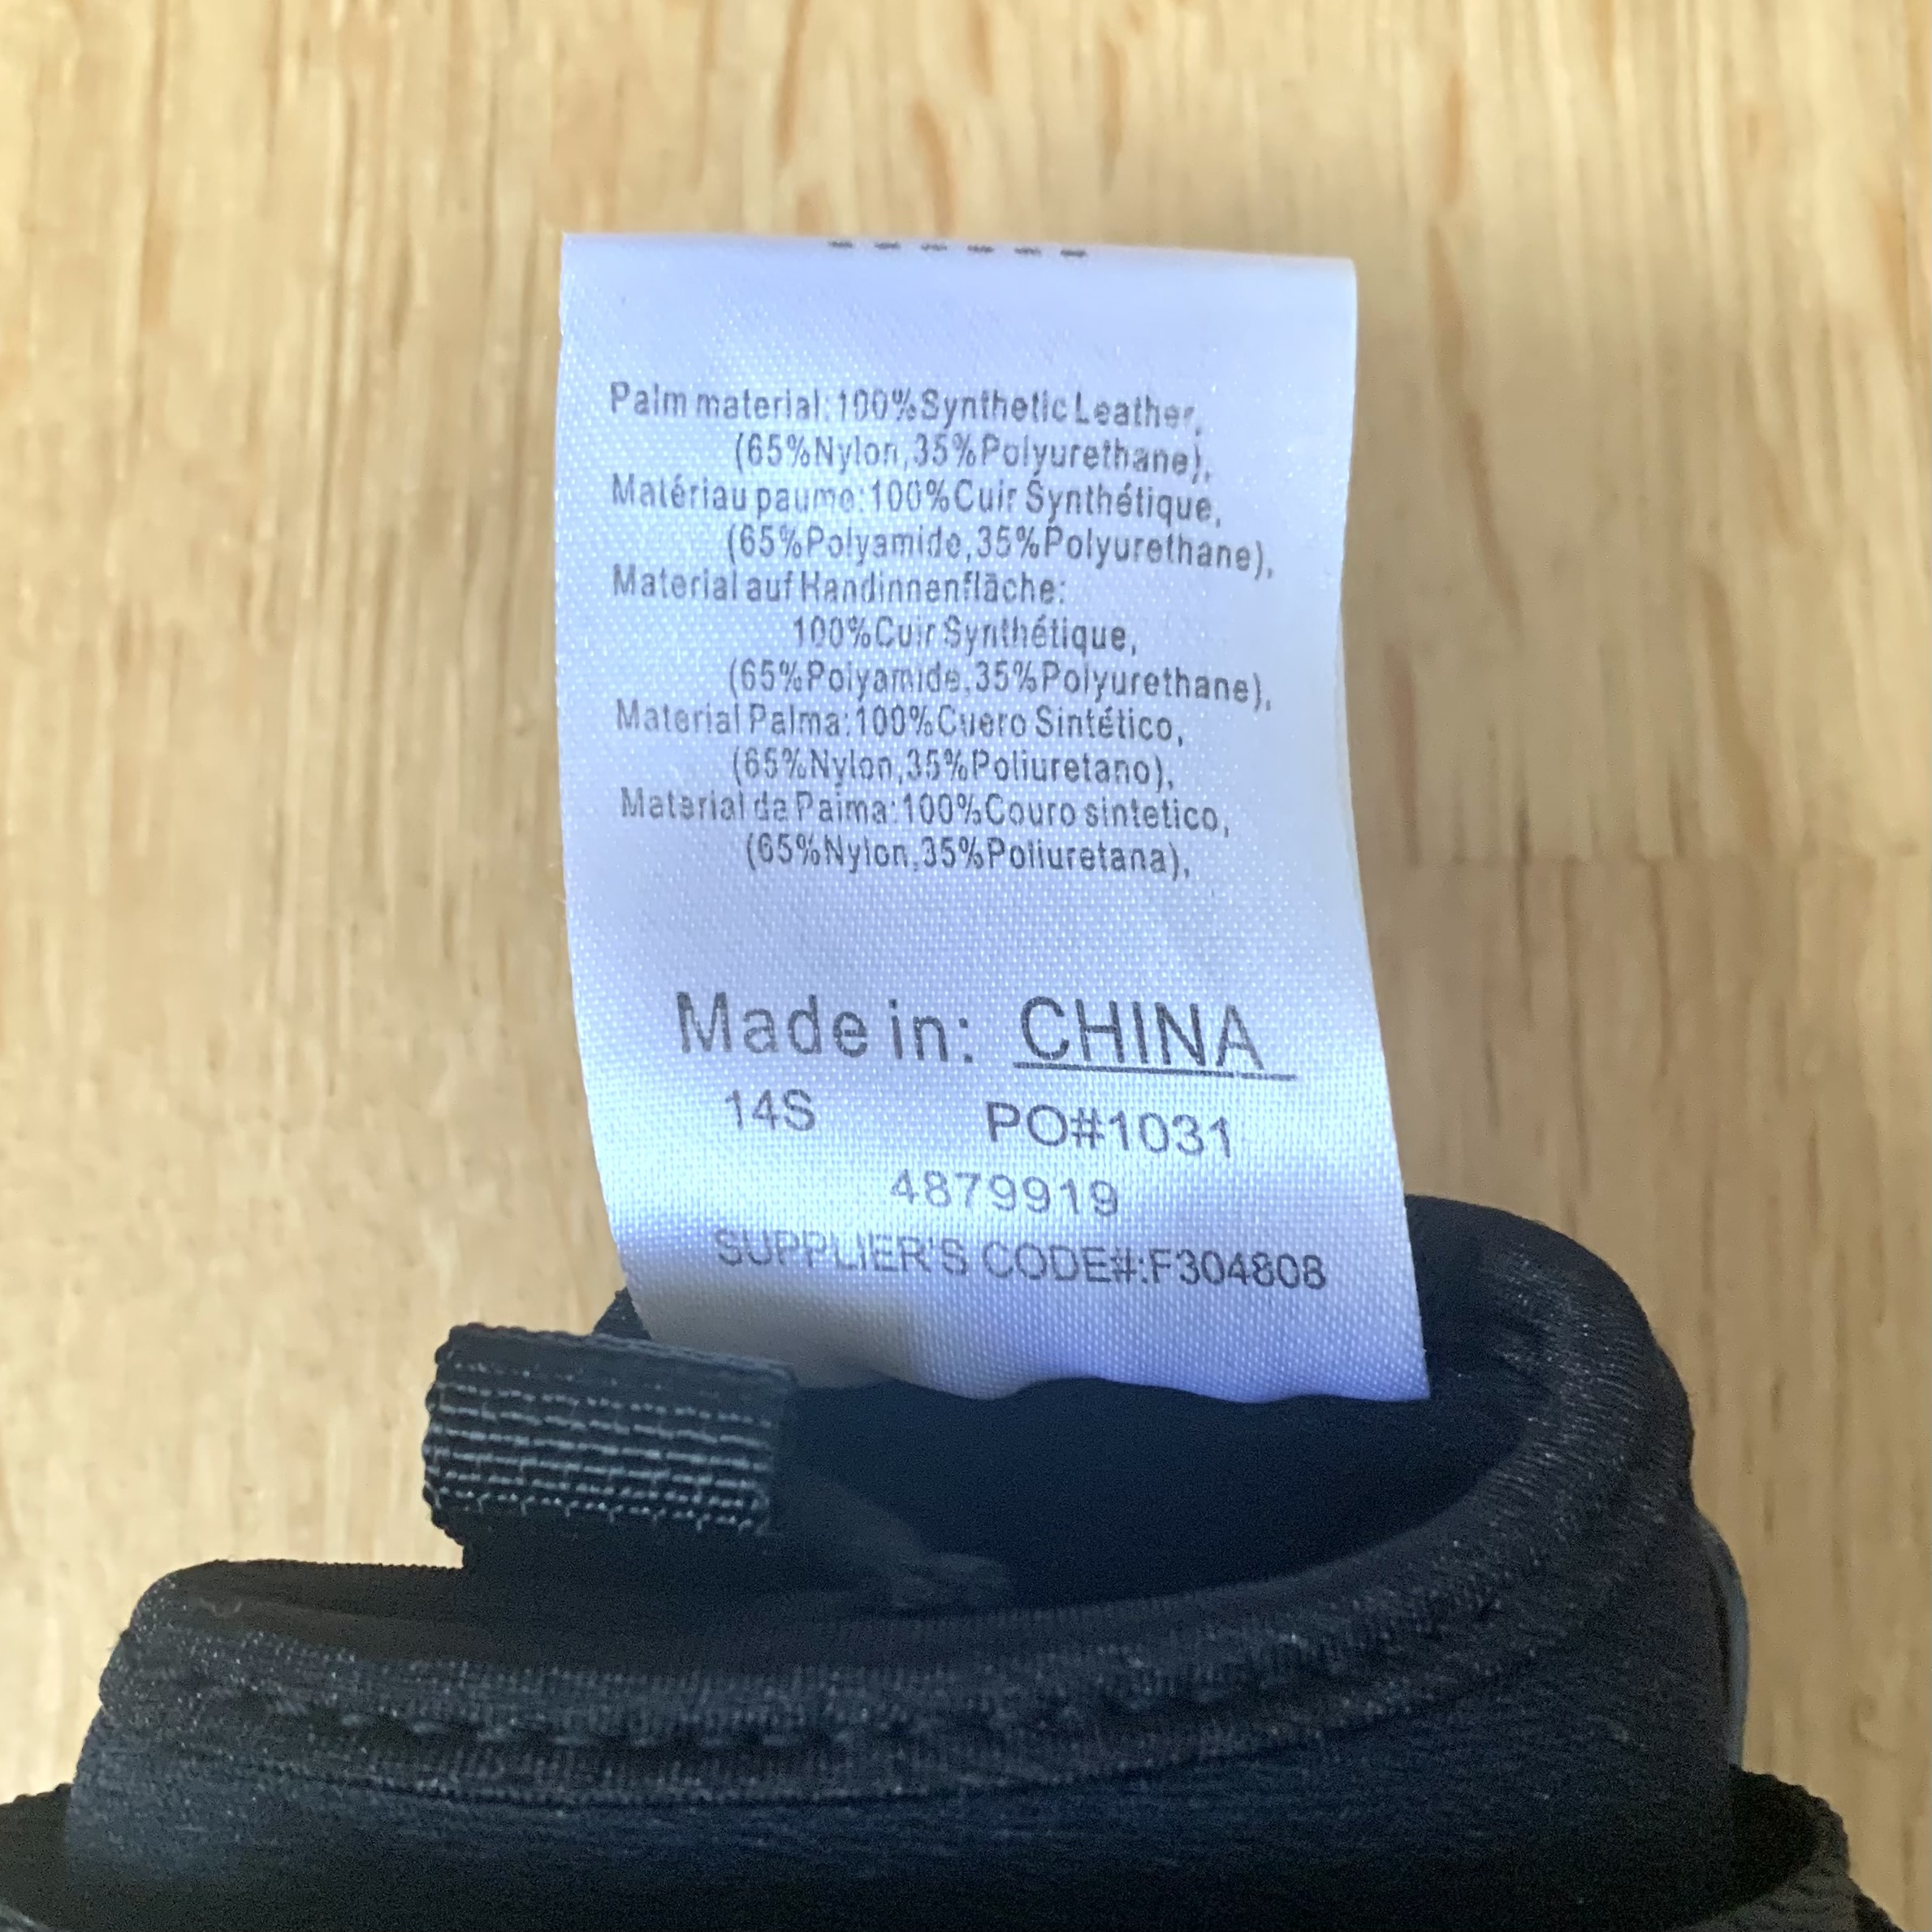 Palm material:100%Synthetic Leather,
(65%Nylon,35%Polyurethane),
Matériau paume:100%Cuir Synthétique,
(65%Polyamide,35%Polyurethane),
Material auf Handinnenfläche:
100%Cuir Synthétique,
(65%Polyamide,35%Polyurethane),
Material Palma:100%Cuero Sintético,
(65%Nylon,35%Poliuretano),
Material da Palma:100%Couro sintetico,
(65%Nylon,35%Poliuretana),
Made in: CHINA
14S PO#1031
4879919
SUPPLIER'S CODE#:F304808